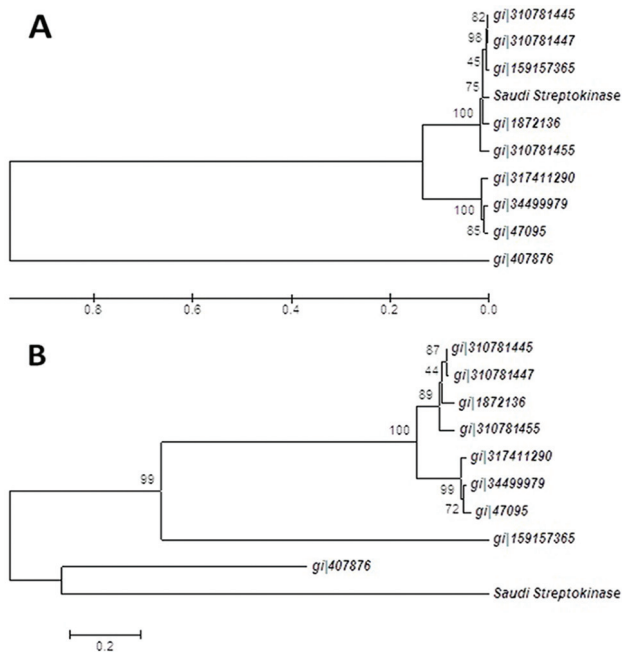 A
82
gi|310781445
98
gi|310781447
45
gi|159157365
75
Saudi Streptokinase
100
gi|1872136
gi|310781455
gi|317411290
100
gi|34499979
85
gi|47095
gi|407876
0.8 0.6 0.4 0.2 0.0
B
87
gi|310781445
44
gi|310781447
89
gi|1872136
100
gi|310781455
gi|317411290
99
99
gi|34499979
72
gi|47095
gi|159157365
gi|407876
Saudi Streptokinase
0.2